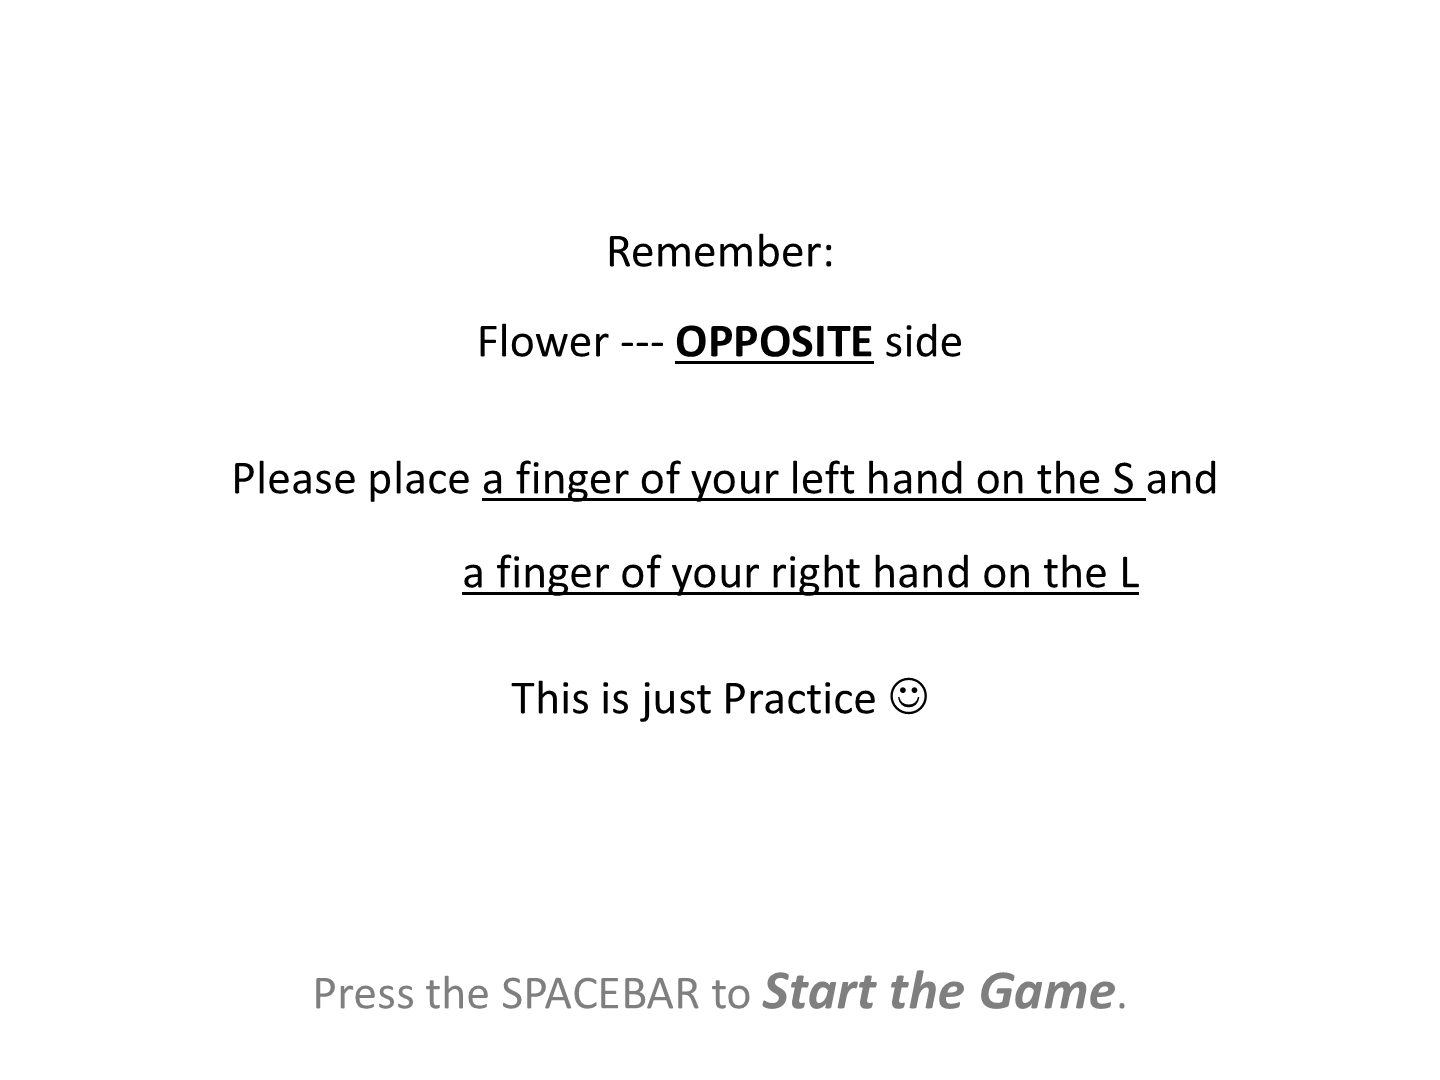 Remember:
Flower --- OPPOSITE side
Please place a finger of your left hand on the S and
a finger of your right hand on the L
This is just Practice ☺
Press the SPACEBAR to Start the Game.